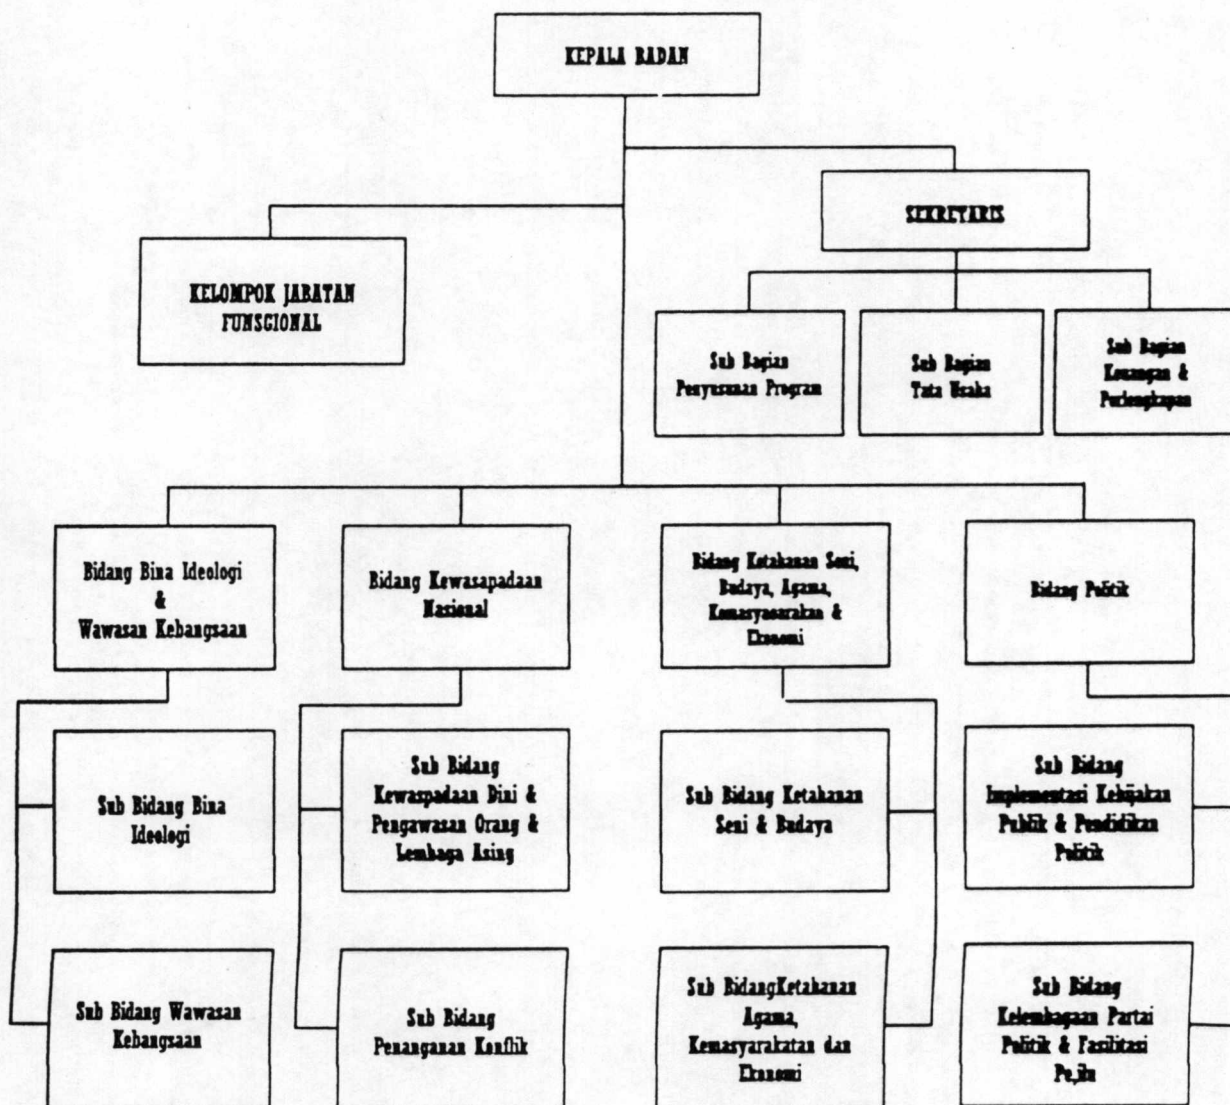 KEPALA BADAN
SEKRETARIS
KELOMPOK JABATAN
FUNSGIONAL
Sub Bagian
Penyusunan Program
Sub Bagian
Tata Usaha
Sub Bagian
Keuangan &
Perlengkapan
Bidang Bina Ideologi
&
Wawasan Kebangsaan
Bidang Kewasapadaan
Nasional
Bidang Ketahanan Seni,
Budaya, Agama,
Kemasyaoarakan &
Ekonomi
Bidang Politik
Sub Bidang Bina
Ideologi
Sub Bidang
Kewaspadaan Dini &
Pengawasan Orang &
Lembaga Asing
Sub Bidang Ketahanan
Seni & Budaya
Sub Bidang
Implementasi Kebijakan
Publik & Pendidikan
Politik
Sub Bidang Wawasan
Kebangsaan
Sub Bidang
Penanganan Konflik
Sub BidangKetahanan
Agama,
Kemasyarakatan dan
Ekonomi
Sub Bidang
Kelembagaan Partai
Politik & Fasilitasi
Pe,ilu